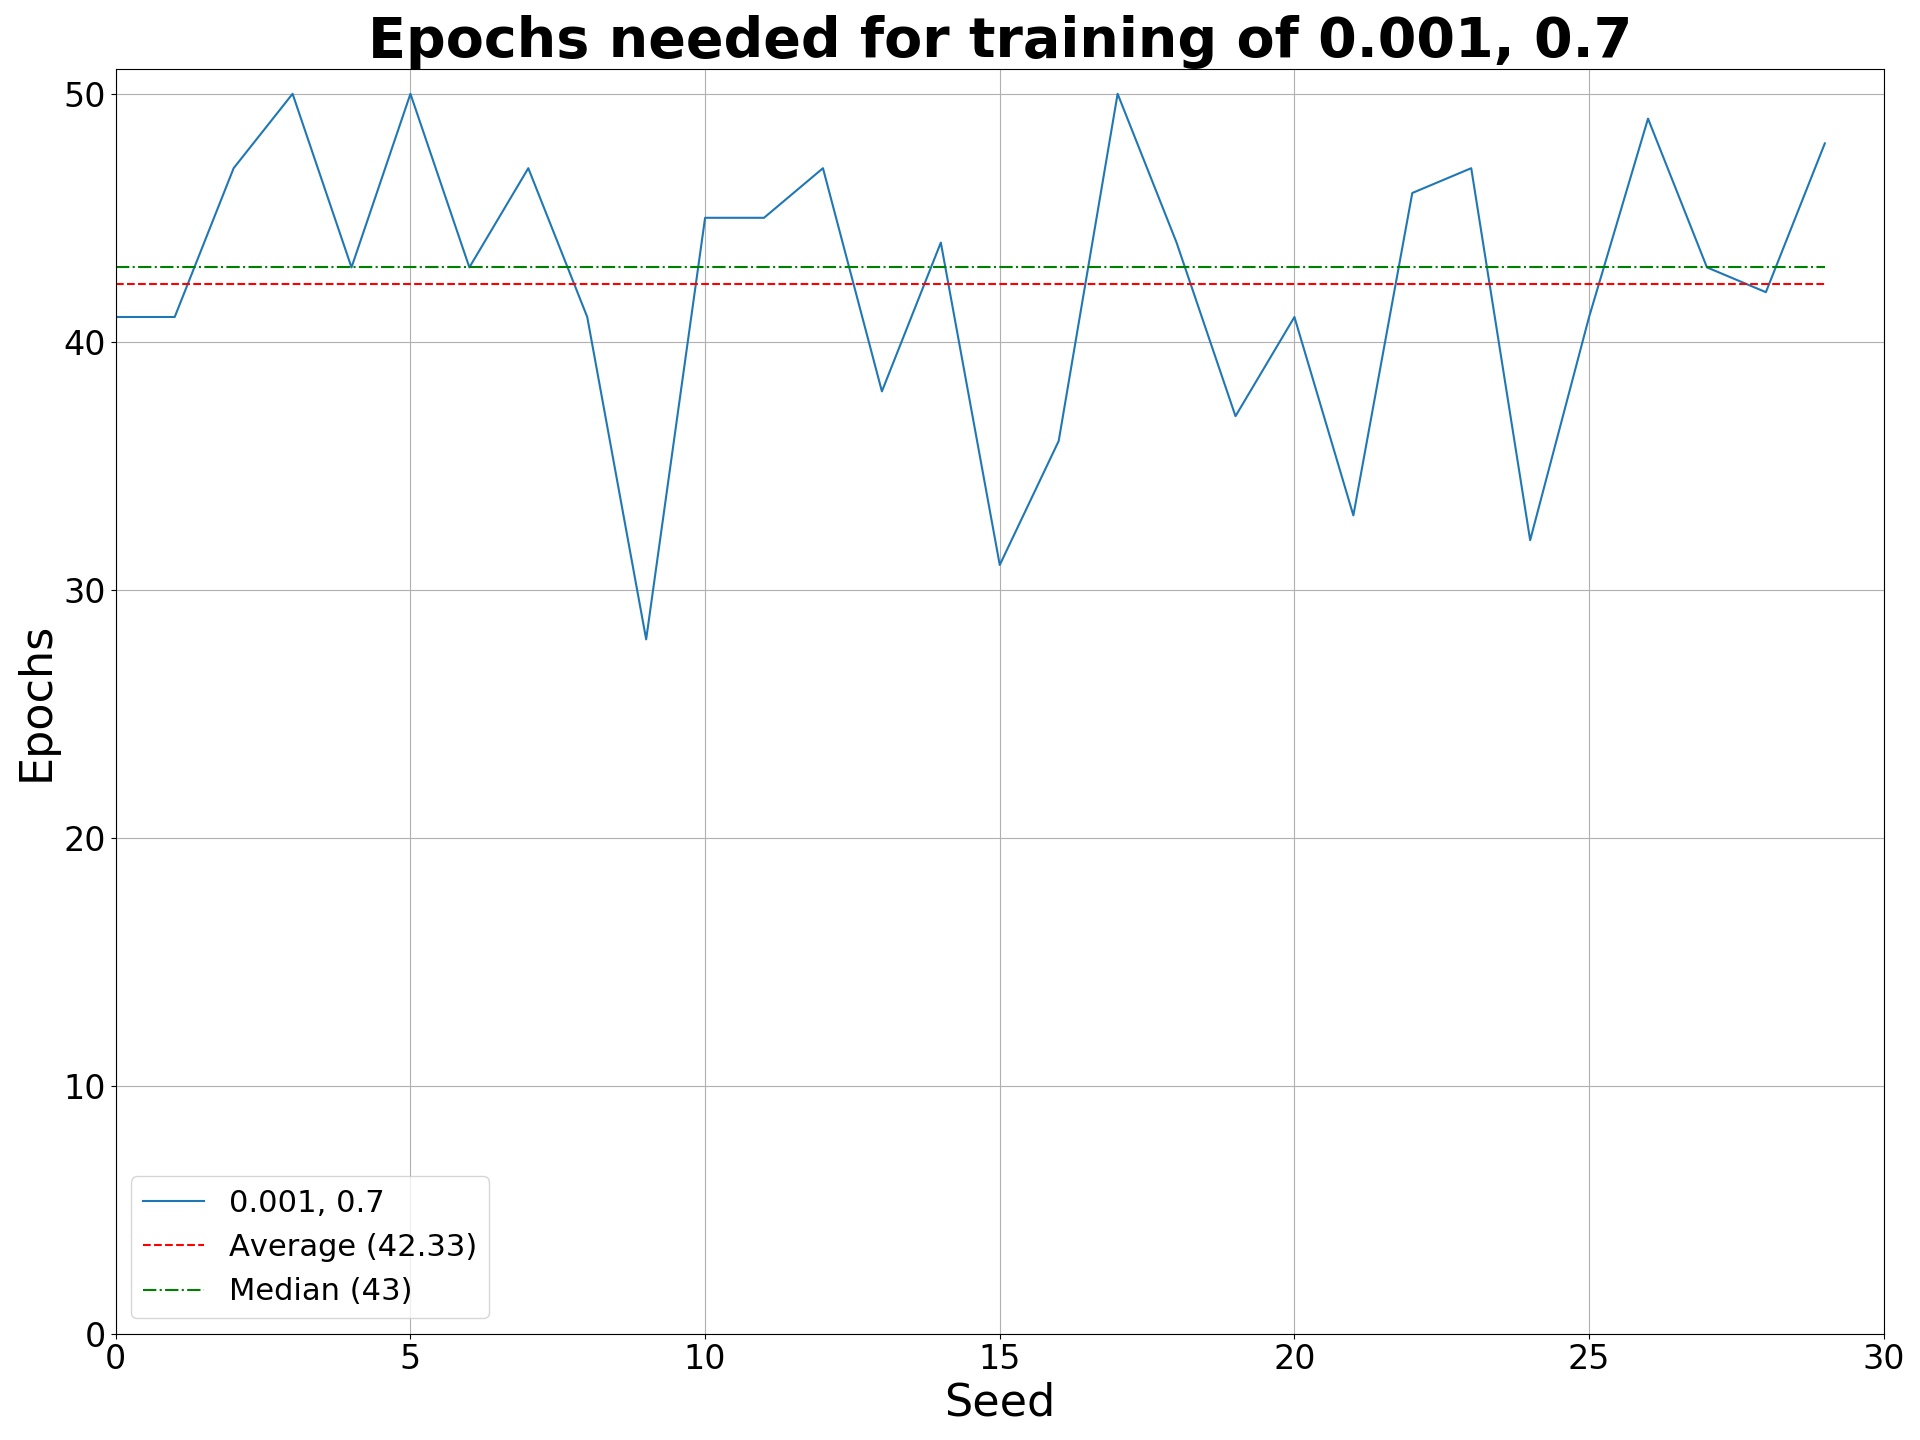 Epochs needed for training of 0.001, 0.7
50
40
30
20
10
0
Epochs
0.001, 0.7
Average (42.33)
Median (43)
0 5 10 15 20 25 30
Seed